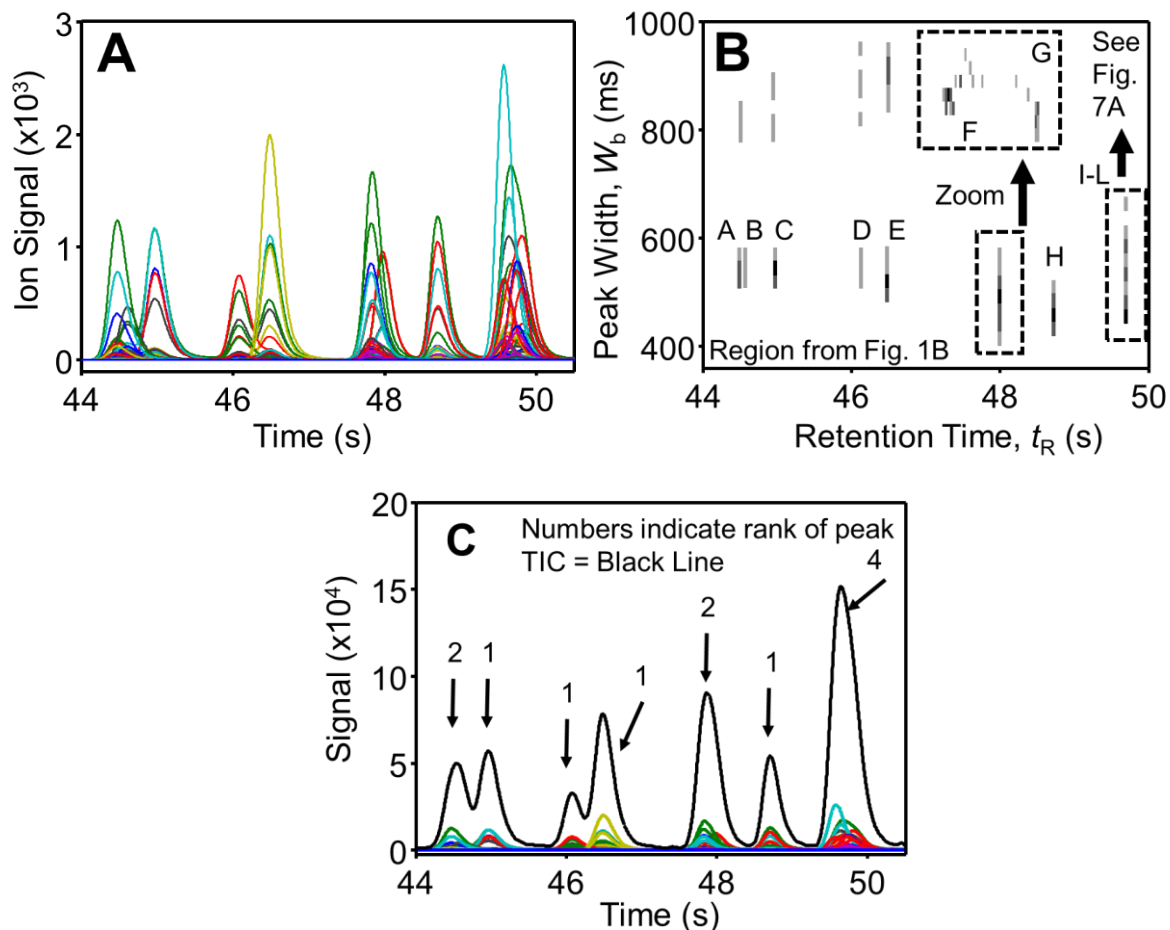 A
Ion Signal (x10³)
3
2
1
0
44
46
48
50
Time (s)
B
Peak Width, W_b (ms)
1000
800
600
400
G
F
See
Fig.
7A
Zoom
I-L
A B C
D E
H
Region from Fig. 1B
44
46
48
50
Retention Time, t_R (s)
C
Numbers indicate rank of peak
TIC = Black Line
4
2
1
1
1
2
1
Signal (x10⁴)
20
15
10
5
0
44
46
48
50
Time (s)